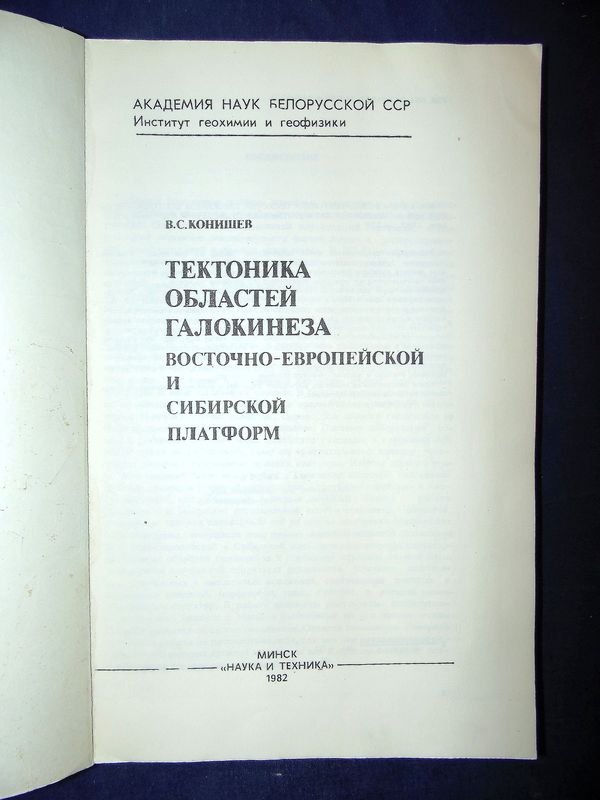 АКАДЕМИЯ НАУК БЕЛОРУССКОЙ ССР
Институт геохимии и геофизики
В.С.КОНИЩЕВ
ТЕКТОНИКА
ОБЛАСТЕЙ
ГАЛОКИНЕЗА
ВОСТОЧНО-ЕВРОПЕЙСКОЙ
И
СИБИРСКОЙ
ПЛАТФОРМ
МИНСК
«НАУКА И ТЕХНИКА»
1982